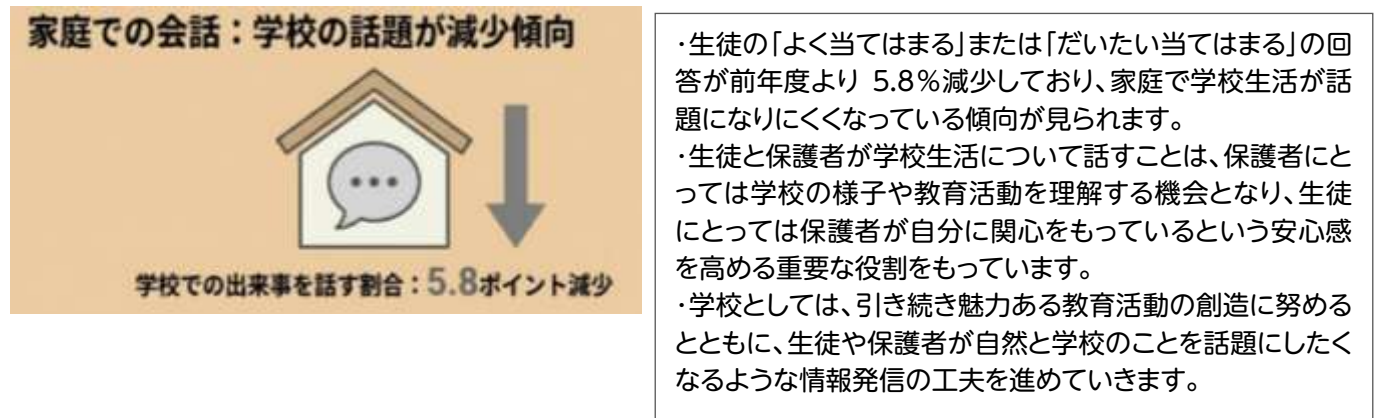 家庭での会話：学校の話題が減少傾向
学校での出来事を話す割合：5.8ポイント減少
・生徒の「よく当てはまる」または「だいたい当てはまる」の回
答が前年度より 5.8％減少しており、家庭で学校生活が話
題になりにくくなっている傾向が見られます。
・生徒と保護者が学校生活について話すことは、保護者にと
っては学校の様子や教育活動を理解する機会となり、生徒
にとっては保護者が自分に関心をもっているという安心感
を高める重要な役割をもっています。
・学校としては、引き続き魅力ある教育活動の創造に努める
とともに、生徒や保護者が自然と学校のことを話題にしたく
なるような情報発信の工夫を進めていきます。